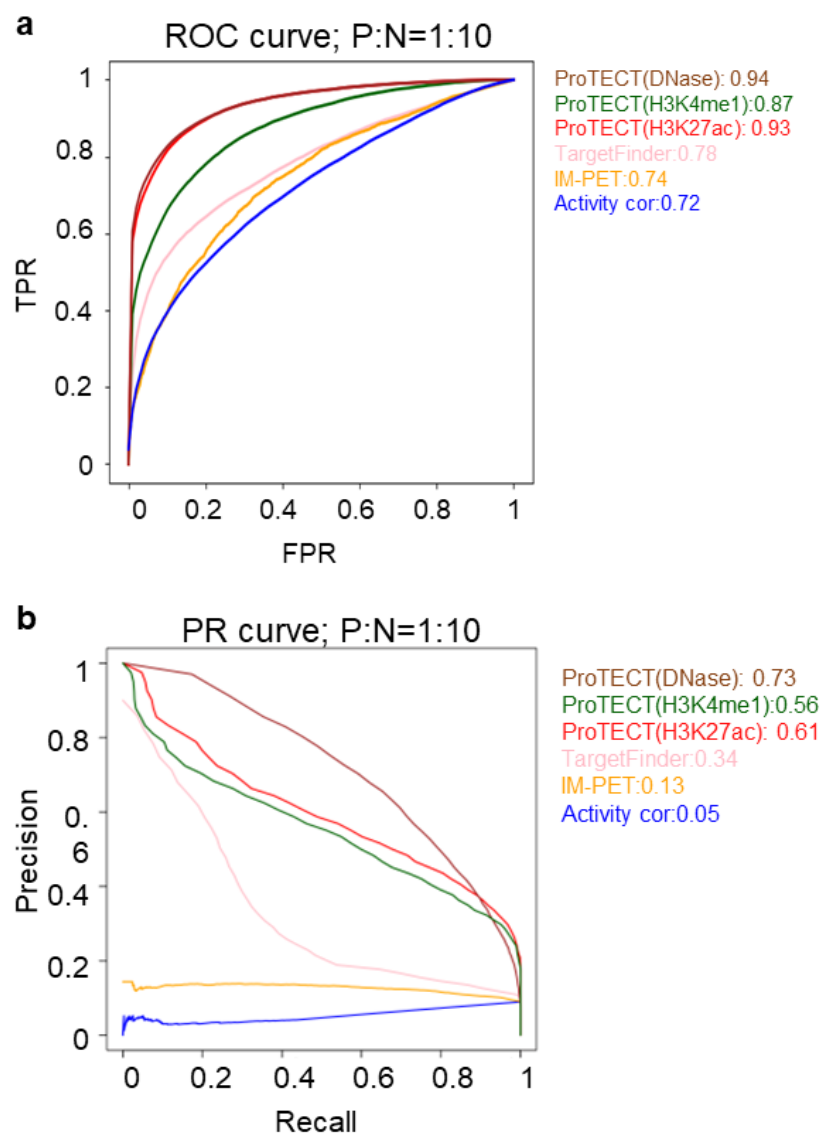 a
ROC curve; P:N=1:10
1
0.8
0.6
0.4
0.2
0
TPR
0 0.2 0.4 0.6 0.8 1
FPR
ProTECT(DNase): 0.94
ProTECT(H3K4me1): 0.87
ProTECT(H3K27ac): 0.93
TargetFinder:0.78
IM-PET:0.74
Activity cor:0.72
b
PR curve; P:N=1:10
1
0.8
0.
6
0.4
0.2
0
Precision
0 0.2 0.4 0.6 0.8 1
Recall
ProTECT(DNase): 0.73
ProTECT(H3K4me1):0.56
ProTECT(H3K27ac): 0.61
TargetFinder:0.34
IM-PET:0.13
Activity cor:0.05